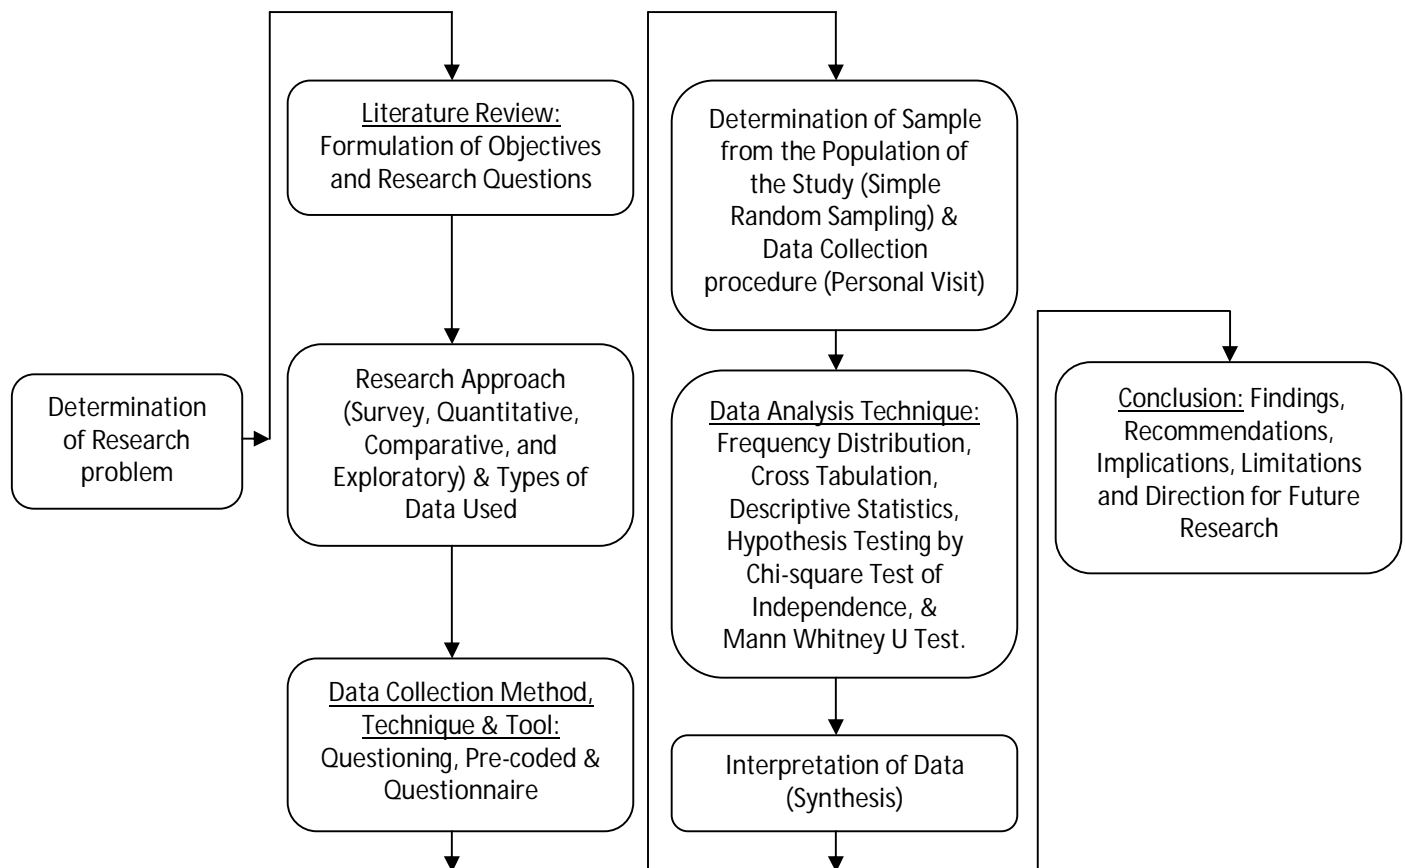 Determination
of Research
problem
Literature Review:
Formulation of Objectives
and Research Questions
Research Approach
(Survey, Quantitative,
Comparative, and
Exploratory) & Types of
Data Used
Data Collection Method,
Technique & Tool:
Questioning, Pre-coded &
Questionnaire
Determination of Sample
from the Population of
the Study (Simple
Random Sampling) &
Data Collection
procedure (Personal Visit)
Data Analysis Technique:
Frequency Distribution,
Cross Tabulation,
Descriptive Statistics,
Hypothesis Testing by
Chi-square Test of
Independence, &
Mann Whitney U Test.
Interpretation of Data
(Synthesis)
Conclusion: Findings,
Recommendations,
Implications, Limitations
and Direction for Future
Research